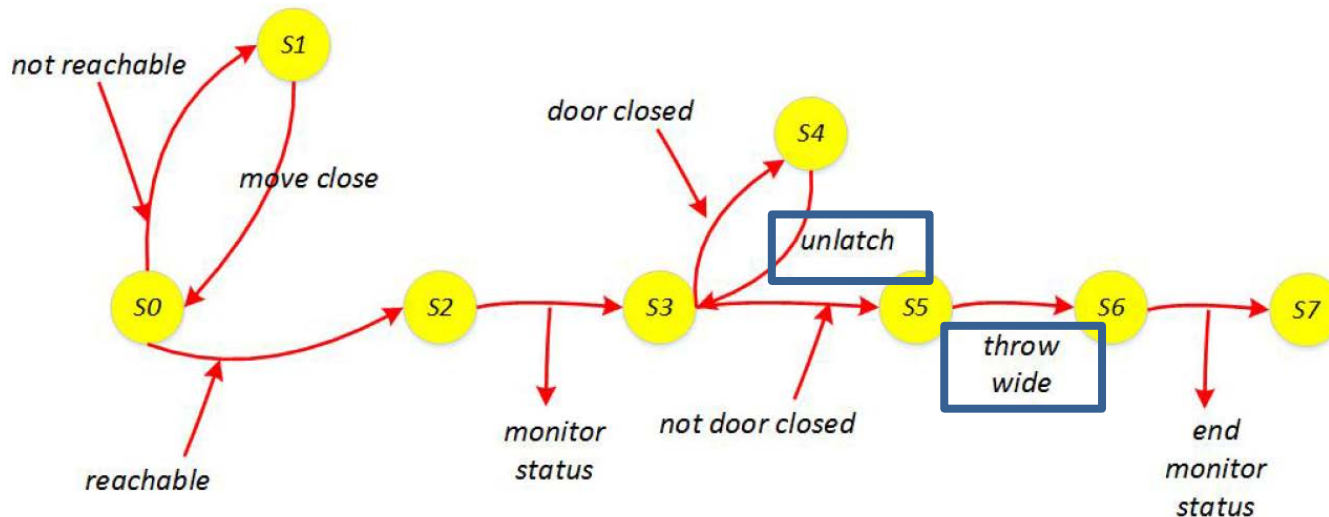 S1
not reachable
move close
door closed
S4
unlatch
S0
S2
S3
S5
S6
S7
throw
wide
not door closed
monitor
status
reachable
end
monitor
status